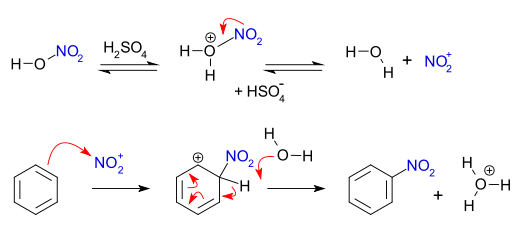 H–O–NO₂ H₂SO₄ H–O⊕–NO₂ H H–O H + NO₂⁺
+ HSO₄⁻
NO₂⁺ ⊕ NO₂ H H O–H NO₂ + H O⊕–H H